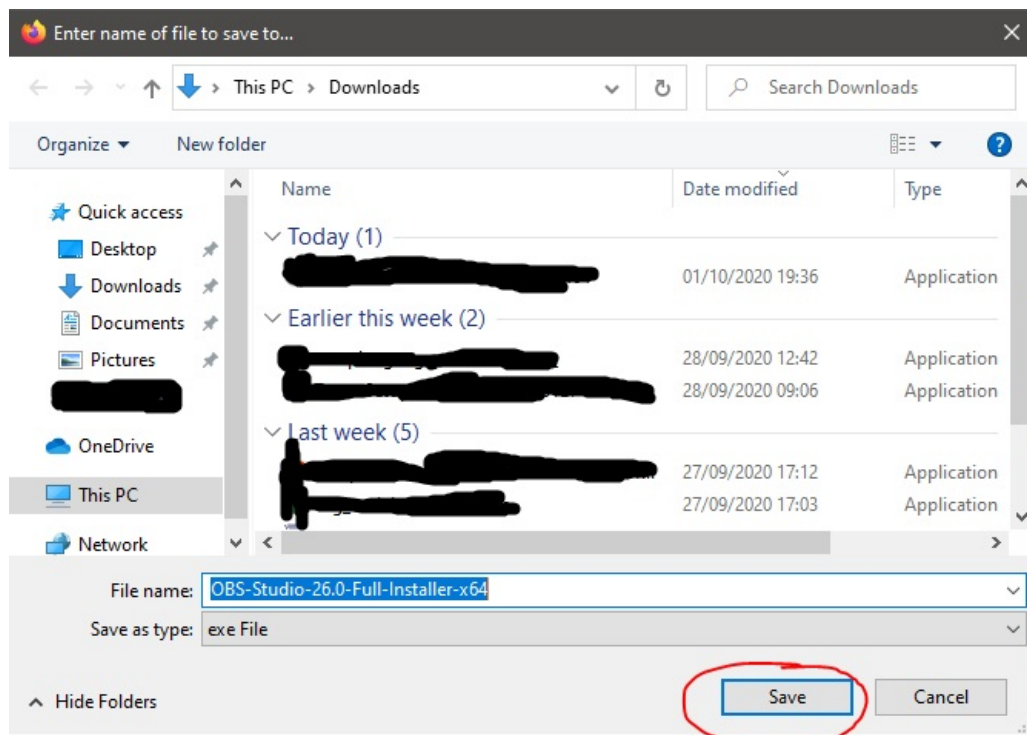 Enter name of file to save to...
This PC > Downloads
Search Downloads
Organize
New folder
Name
Date modified
Type
Quick access
Desktop
Downloads
Documents
Pictures
OneDrive
This PC
Network
Today (1)
01/10/2020 19:36 Application
Earlier this week (2)
28/09/2020 12:42 Application
28/09/2020 09:06 Application
Last week (5)
27/09/2020 17:12 Application
27/09/2020 17:03 Application
File name: OBS-Studio-26.0-Full-Installer-x64
Save as type: exe File
Hide Folders
Save
Cancel